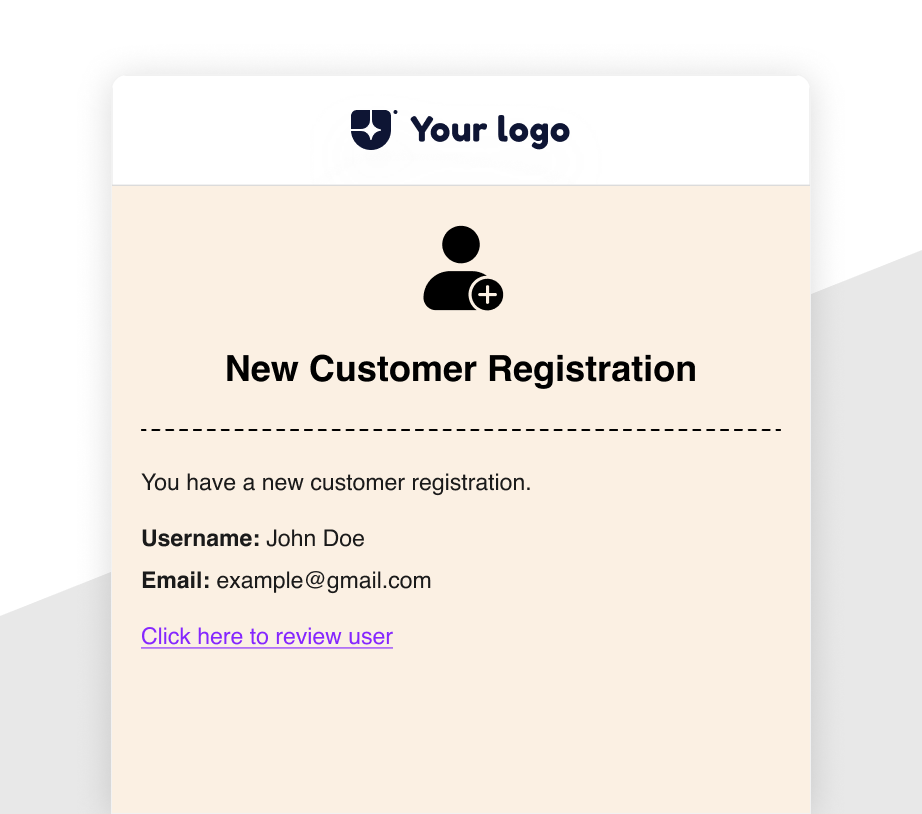 Your logo
New Customer Registration
You have a new customer registration.
Username: John Doe
Email: example@gmail.com
Click here to review user